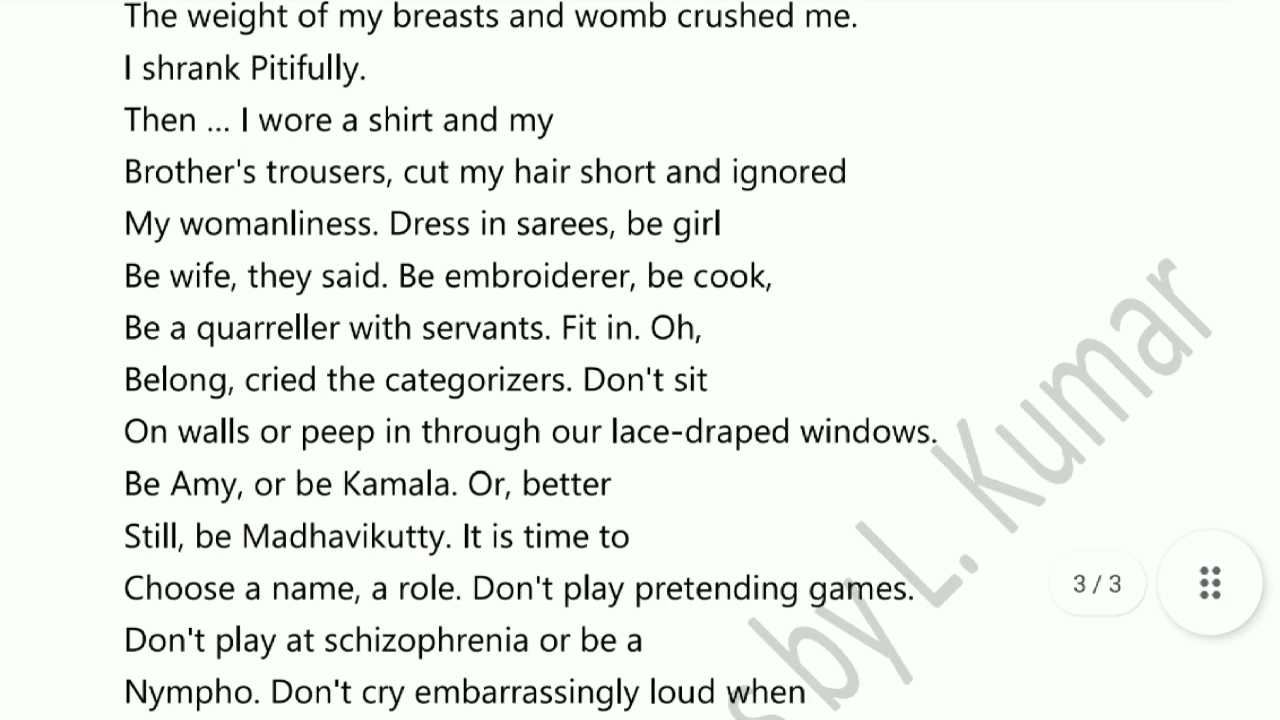 The weight of my breasts and womb crushed me.
I shrank Pitifully.
Then ... I wore a shirt and my
Brother's trousers, cut my hair short and ignored
My womanliness. Dress in sarees, be girl
Be wife, they said. Be embroiderer, be cook,
Be a quarreller with servants. Fit in. Oh,
Belong, cried the categorizers. Don't sit
On walls or peep in through our lace-draped windows.
Be Amy, or be Kamala. Or, better
Still, be Madhavikutty. It is time to
Choose a name, a role. Don't play pretending games.
3 / 3
Don't play at schizophrenia or be a
Nympho. Don't cry embarrassingly loud when
s by L. Kumar